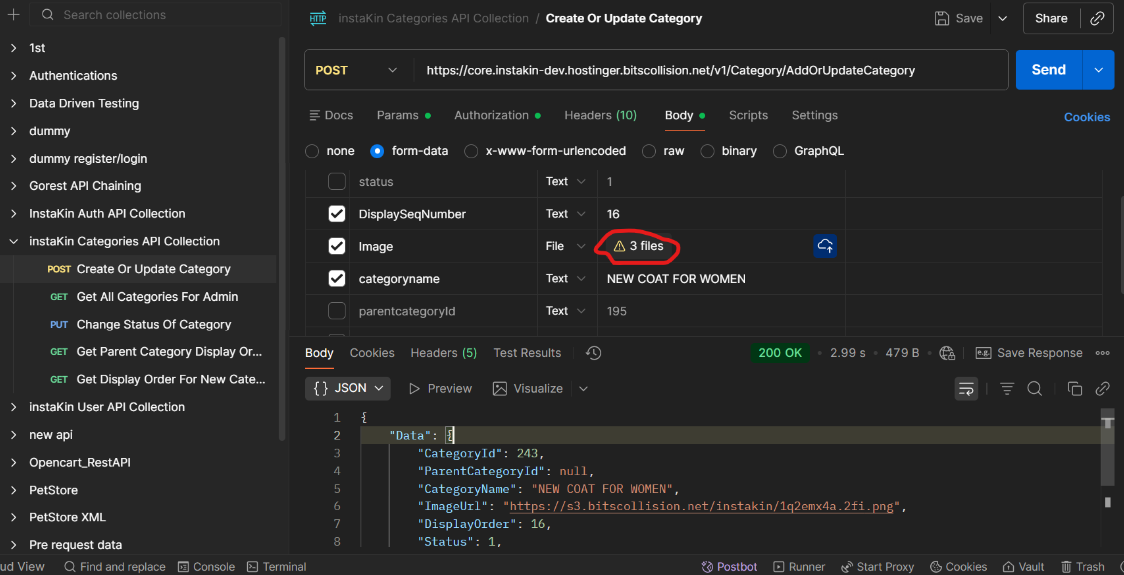 Search collections
1st
Authentications
Data Driven Testing
dummy
dummy register/login
Gorest API Chaining
InstaKin Auth API Collection
instaKin Categories API Collection
POST Create Or Update Category
GET Get All Categories For Admin
PUT Change Status Of Category
GET Get Parent Category Display Or...
GET Get Display Order For New Cate...
instaKin User API Collection
new api
Opencart_RestAPI
PetStore
PetStore XML
Pre request data
HTTP instaKin Categories API Collection / Create Or Update Category Save Share
POST https://core.instakin-dev.hostinger.bitscollision.net/v1/Category/AddOrUpdateCategory Send
Docs Params Authorization Headers (10) Body Scripts Settings Cookies
none form-data x-www-form-urlencoded raw binary GraphQL
status Text 1
DisplaySeqNumber Text 16
Image File 3 files
categoryname Text NEW COAT FOR WOMEN
parentcategoryId Text 195
Body Cookies Headers (5) Test Results 200 OK 2.99 s 479 B e.g. Save Response
{} JSON Preview Visualize
1 {
2 "Data": {
3 "CategoryId": 243,
4 "ParentCategoryId": null,
5 "CategoryName": "NEW COAT FOR WOMEN",
6 "ImageUrl": "https://s3.bitscollision.net/instakin/1q2emx4a.2fi.png",
7 "DisplayOrder": 16,
8 "Status": 1,
ud View Find and replace Console Terminal Postbot Runner Start Proxy Cookies Vault Trash